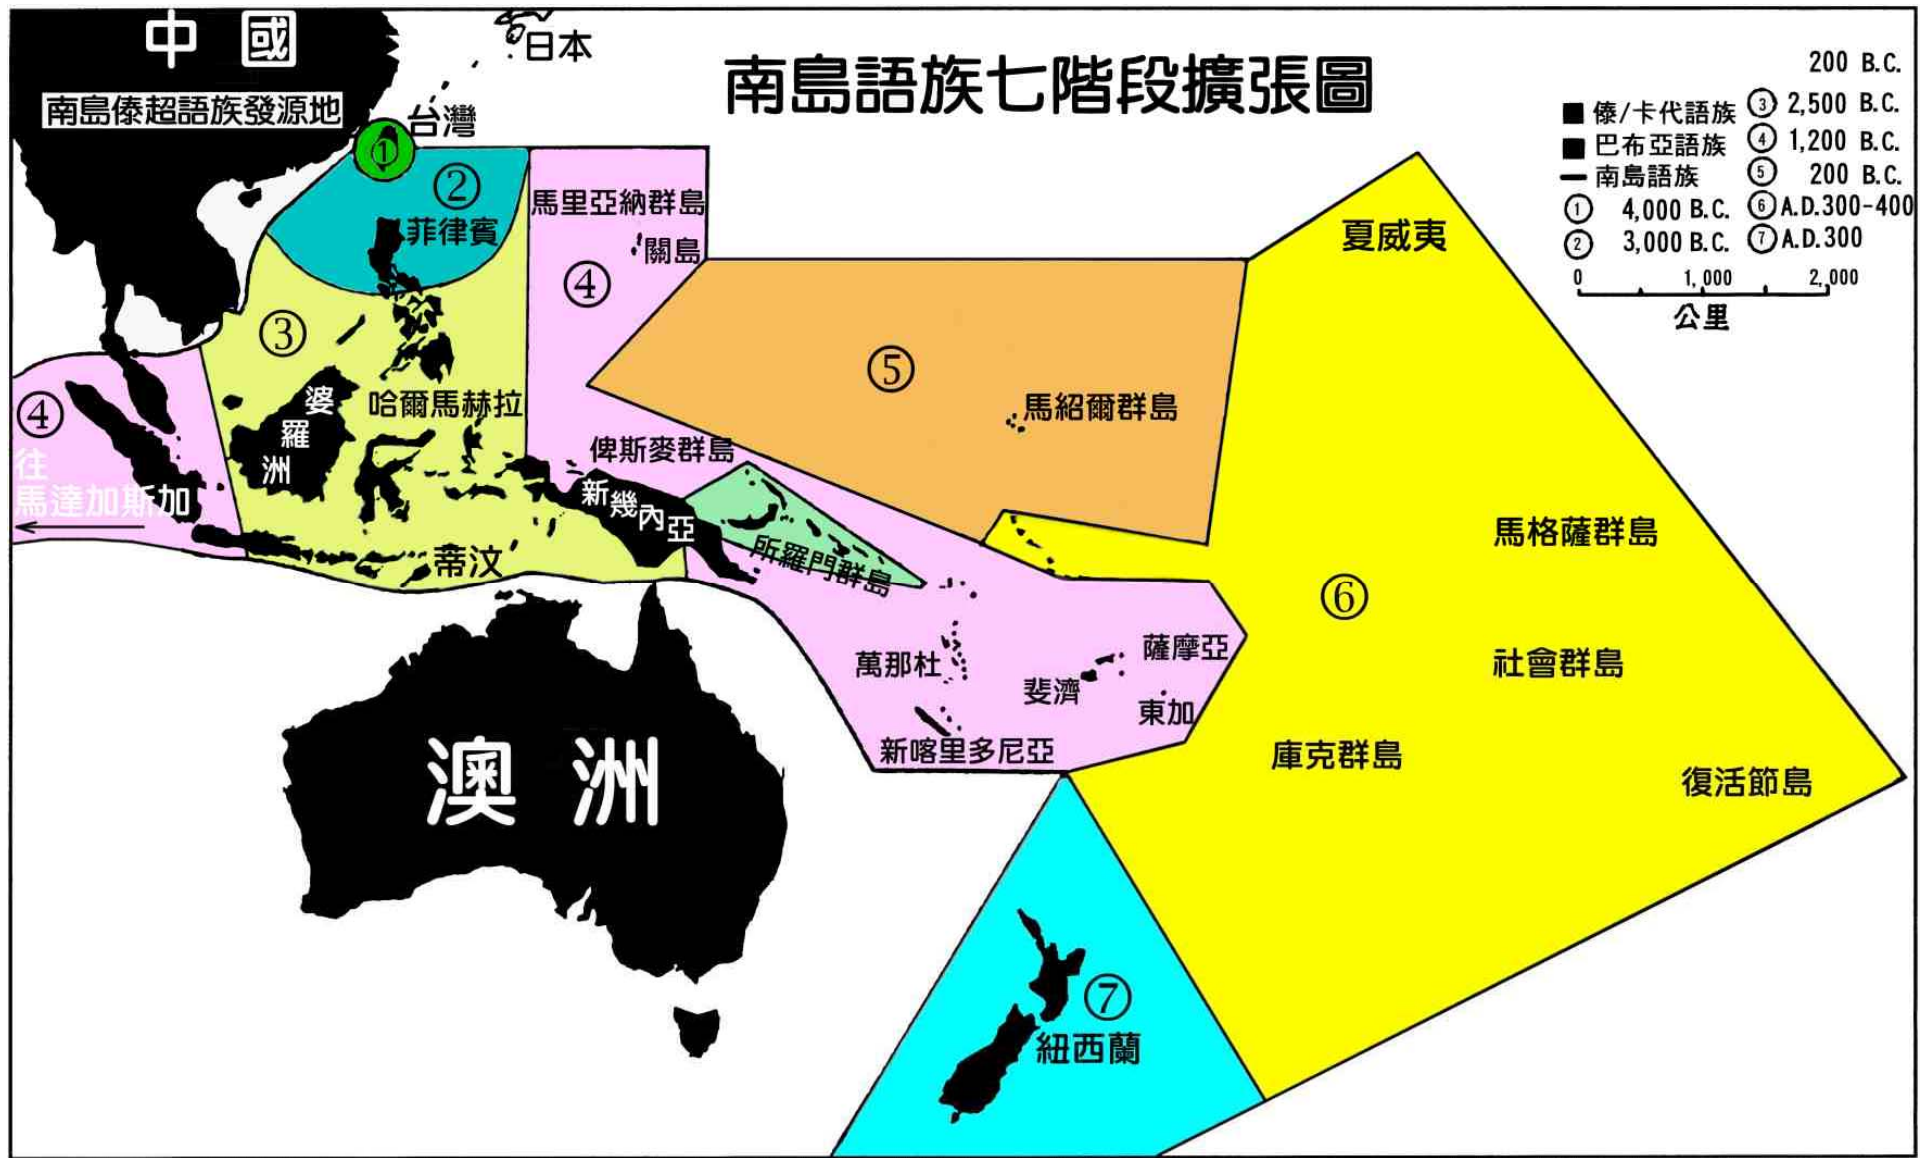 南島語族七階段擴張圖
中國
南島傣超語族發源地
日本
台灣
①
②
菲律賓
馬里亞納群島
關島
④
③
⑤
夏威夷
200 B.C.
傣/卡代語族
③ 2,500 B.C.
巴布亞語族
④ 1,200 B.C.
南島語族
⑤ 200 B.C.
① 4,000 B.C.
⑥ A.D.300-400
② 3,000 B.C.
⑦ A.D.300
0 1,000 2,000
公里
④
往
馬達加斯加
婆羅洲
哈爾馬赫拉
俾斯麥群島
馬紹爾群島
新幾內亞
所羅門群島
帝汶
馬格薩群島
⑥
萬那杜
斐濟
薩摩亞
東加
社會群島
新喀里多尼亞
庫克群島
復活節島
澳洲
⑦
紐西蘭